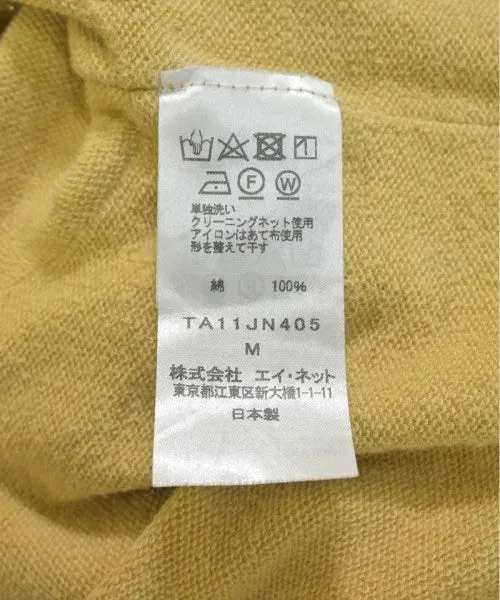 F W
単独洗い
クリーニングネット使用
アイロンはあて布使用
形を整えて干す
綿 100%
TA11JN405
M
株式会社 エイ・ネット
東京都江東区新大橋1-1-11
日本製